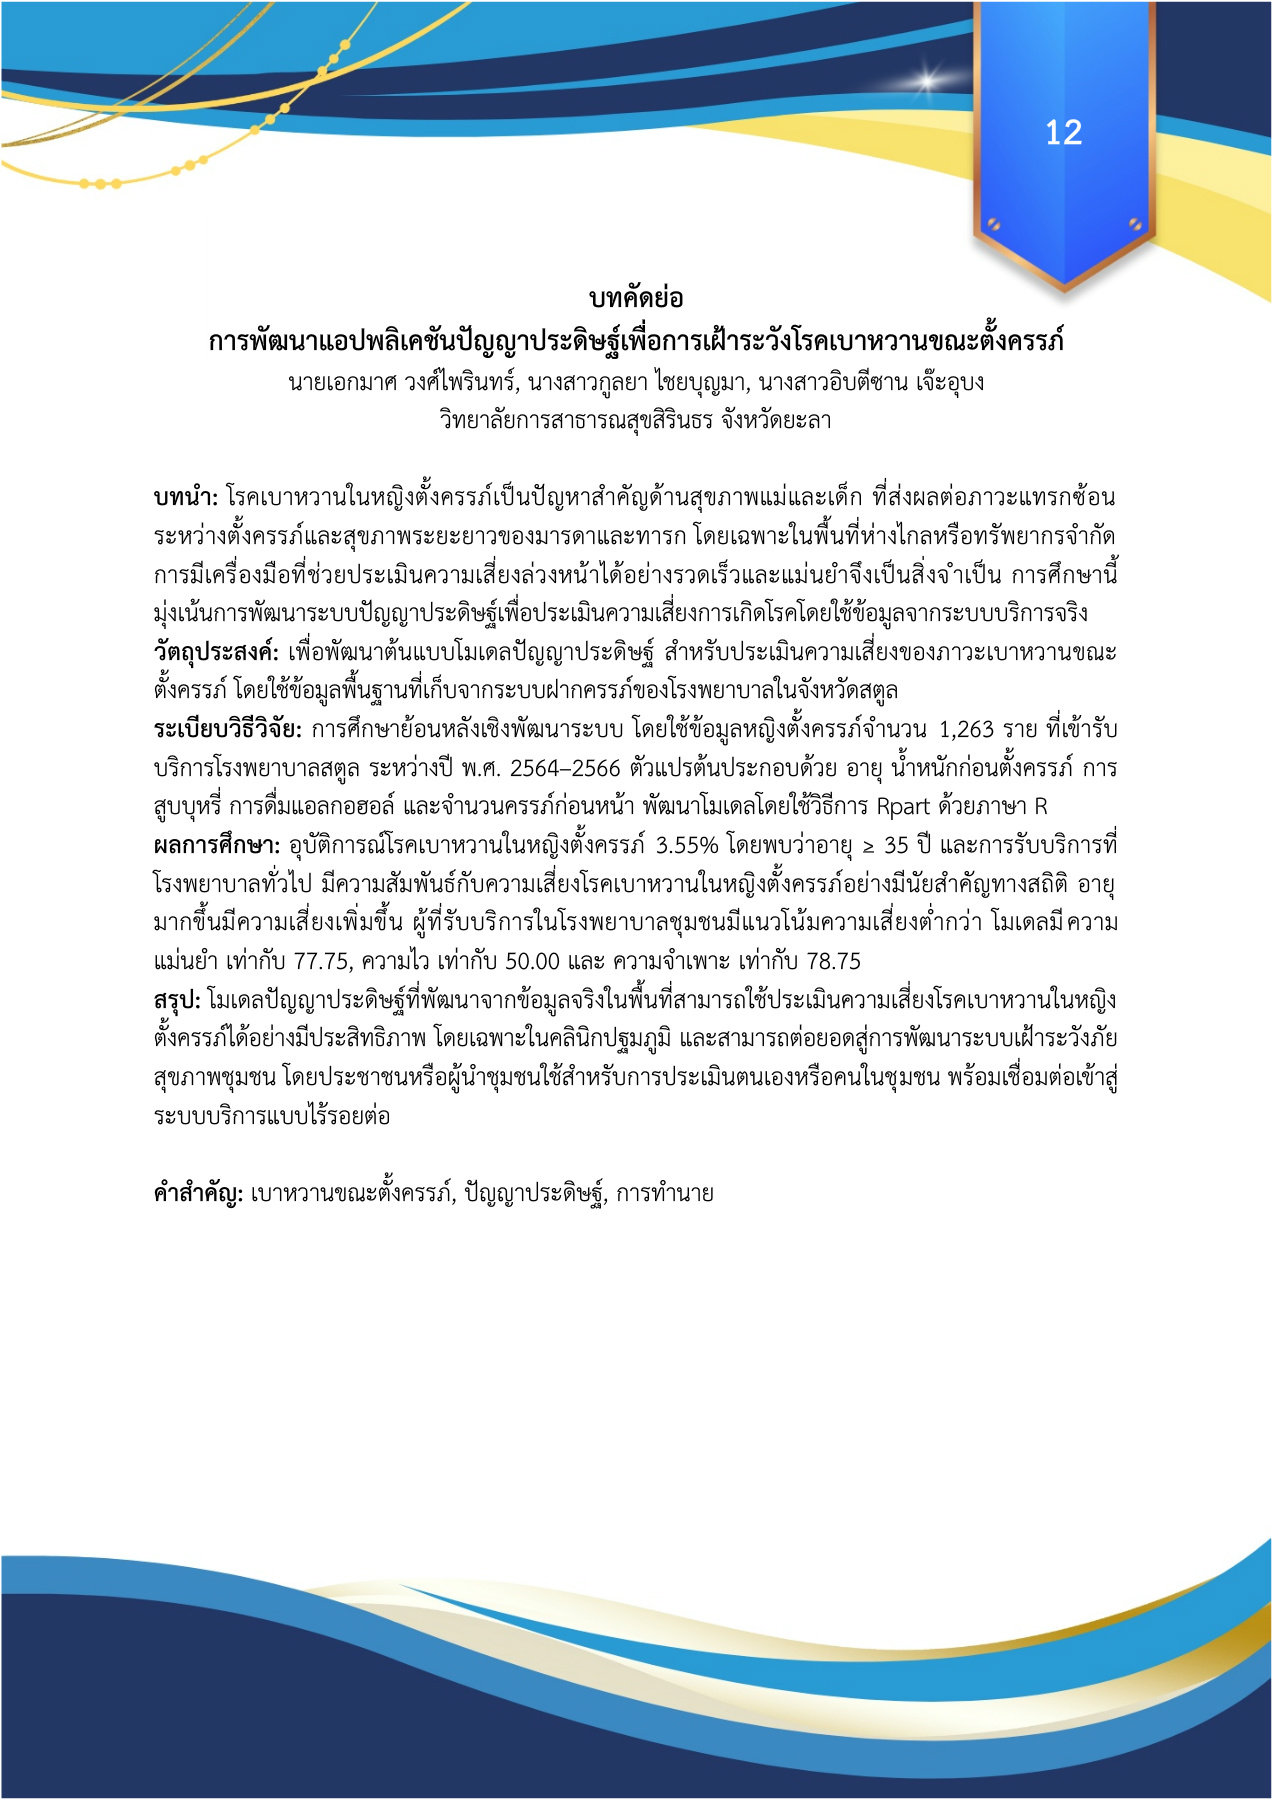 12
บทคัดย่อ
การพัฒนาแอปพลิเคชันปัญญาประดิษฐ์เพื่อการเฝ้าระวังโรคเบาหวานขณะตั้งครรภ์
นายเอกมาศ วงศ์ไพรินทร์, นางสาวกูลยา ไชยบุญมา, นางสาวอิบตีซาน เจ๊ะอุบง
วิทยาลัยการสาธารณสุขสิรินธร จังหวัดยะลา
บทนำ: โรคเบาหวานในหญิงตั้งครรภ์เป็นปัญหาสำคัญด้านสุขภาพแม่และเด็ก ที่ส่งผลต่อภาวะแทรกซ้อน
ระหว่างตั้งครรภ์และสุขภาพระยะยาวของมารดาและทารก โดยเฉพาะในพื้นที่ห่างไกลหรือทรัพยากรจำกัด
การมีเครื่องมือที่ช่วยประเมินความเสี่ยงล่วงหน้าได้อย่างรวดเร็วและแม่นยำจึงเป็นสิ่งจำเป็น การศึกษานี้
มุ่งเน้นการพัฒนาระบบปัญญาประดิษฐ์เพื่อประเมินความเสี่ยงการเกิดโรคโดยใช้ข้อมูลจากระบบบริการจริง
วัตถุประสงค์: เพื่อพัฒนาต้นแบบโมเดลปัญญาประดิษฐ์ สำหรับประเมินความเสี่ยงของภาวะเบาหวานขณะ
ตั้งครรภ์ โดยใช้ข้อมูลพื้นฐานที่เก็บจากระบบฝากครรภ์ของโรงพยาบาลในจังหวัดสตูล
ระเบียบวิธีวิจัย: การศึกษาย้อนหลังเชิงพัฒนาระบบ โดยใช้ข้อมูลหญิงตั้งครรภ์จำนวน 1,263 ราย ที่เข้ารับ
บริการโรงพยาบาลสตูล ระหว่างปี พ.ศ. 2564–2566 ตัวแปรต้นประกอบด้วย อายุ น้ำหนักก่อนตั้งครรภ์ การ
สูบบุหรี่ การดื่มแอลกอฮอล์ และจำนวนครรภ์ก่อนหน้า พัฒนาโมเดลโดยใช้วิธีการ Rpart ด้วยภาษา R
ผลการศึกษา: อุบัติการณ์โรคเบาหวานในหญิงตั้งครรภ์ 3.55% โดยพบว่าอายุ ≥ 35 ปี และการรับบริการที่
โรงพยาบาลทั่วไป มีความสัมพันธ์กับความเสี่ยงโรคเบาหวานในหญิงตั้งครรภ์อย่างมีนัยสำคัญทางสถิติ อายุ
มากขึ้นมีความเสี่ยงเพิ่มขึ้น ผู้ที่รับบริการในโรงพยาบาลชุมชนมีแนวโน้มความเสี่ยงต่ำกว่า โมเดลมีความ
แม่นยำ เท่ากับ 77.75, ความไว เท่ากับ 50.00 และ ความจำเพาะ เท่ากับ 78.75
สรุป: โมเดลปัญญาประดิษฐ์ที่พัฒนาจากข้อมูลจริงในพื้นที่สามารถใช้ประเมินความเสี่ยงโรคเบาหวานในหญิง
ตั้งครรภ์ได้อย่างมีประสิทธิภาพ โดยเฉพาะในคลินิกปฐมภูมิ และสามารถต่อยอดสู่การพัฒนาระบบเฝ้าระวังภัย
สุขภาพชุมชน โดยประชาชนหรือผู้นำชุมชนใช้สำหรับการประเมินตนเองหรือคนในชุมชน พร้อมเชื่อมต่อเข้าสู่
ระบบบริการแบบไร้รอยต่อ
คำสำคัญ: เบาหวานขณะตั้งครรภ์, ปัญญาประดิษฐ์, การทำนาย